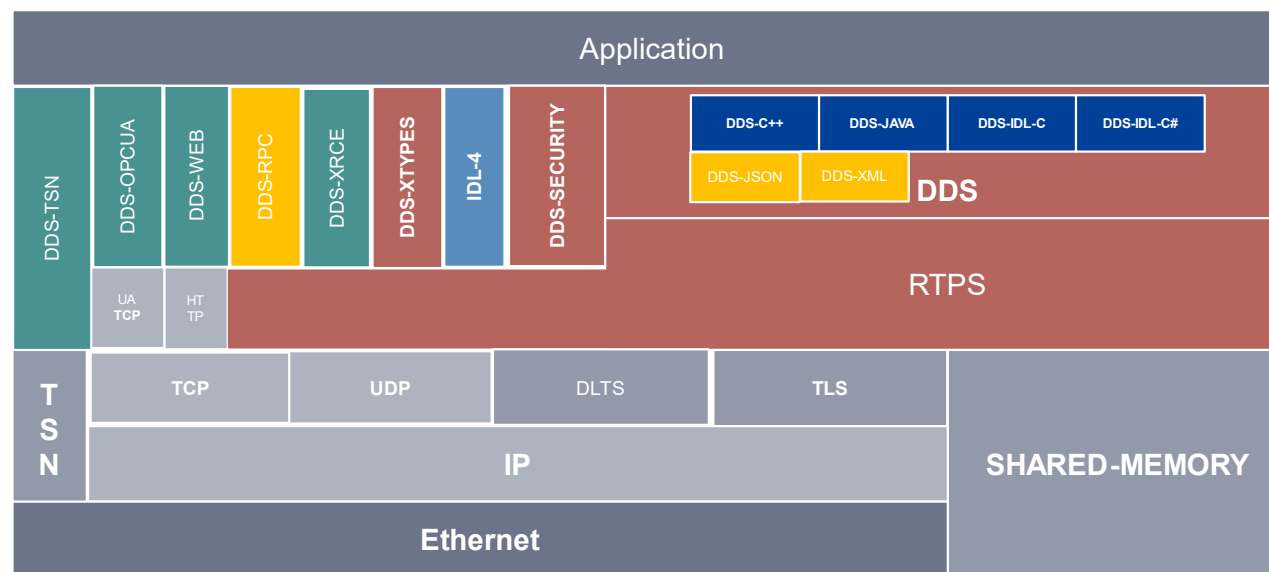 Application
DDS-TSN
DDS-OPCUA
DDS-WEB
DDS-RPC
DDS-XRCE
DDS-XTYPES
IDL-4
DDS-SECURITY
DDS-C++
DDS-JAVA
DDS-IDL-C
DDS-IDL-C#
DDS-JSON
DDS-XML
DDS
UA
TCP
HT
TP
RTPS
T
S
N
TCP
UDP
DLTS
TLS
IP
SHARED-MEMORY
Ethernet